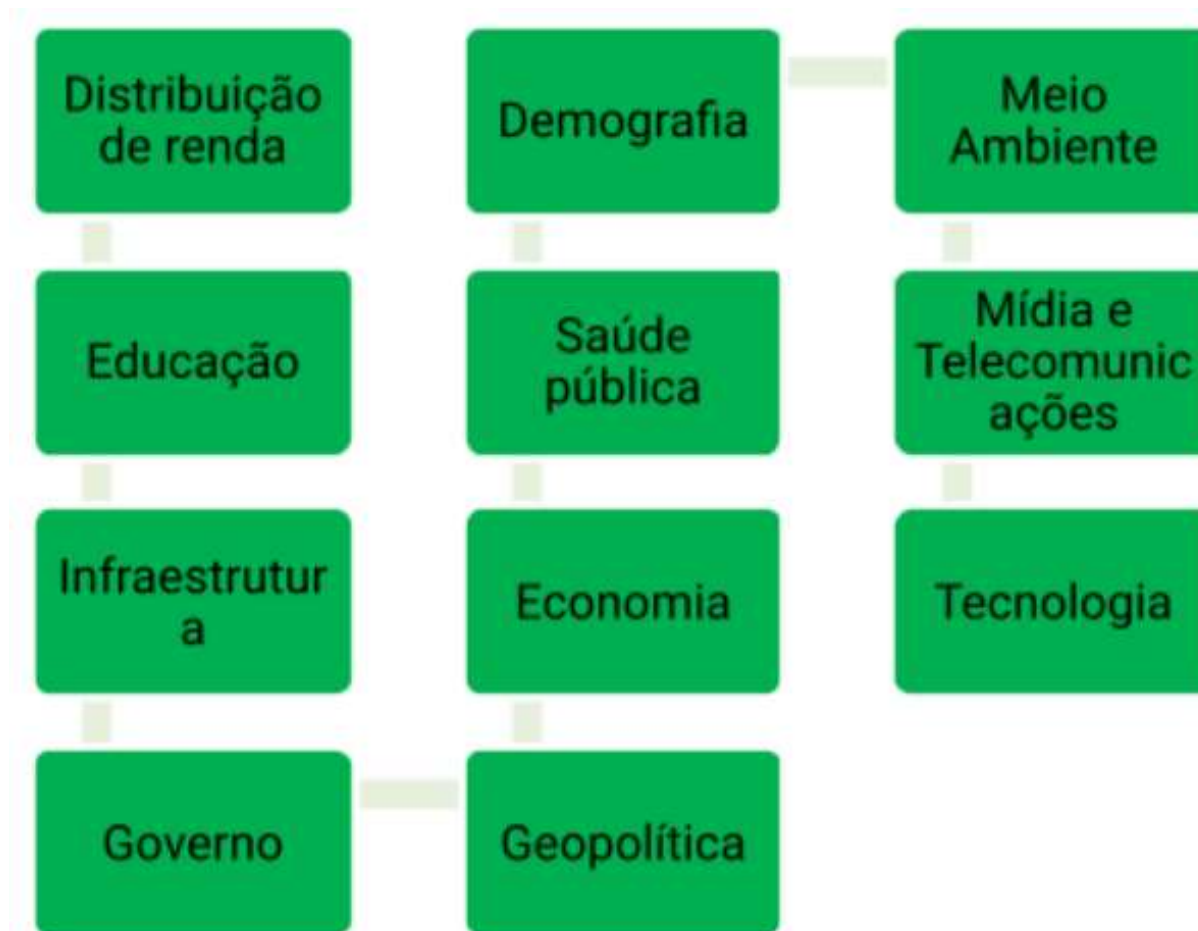 Distribuição
de renda
Educação
Infraestrutur
a
Governo
Geopolítica
Economia
Saúde
pública
Demografia
Meio
Ambiente
Mídia e
Telecomunic
ações
Tecnologia